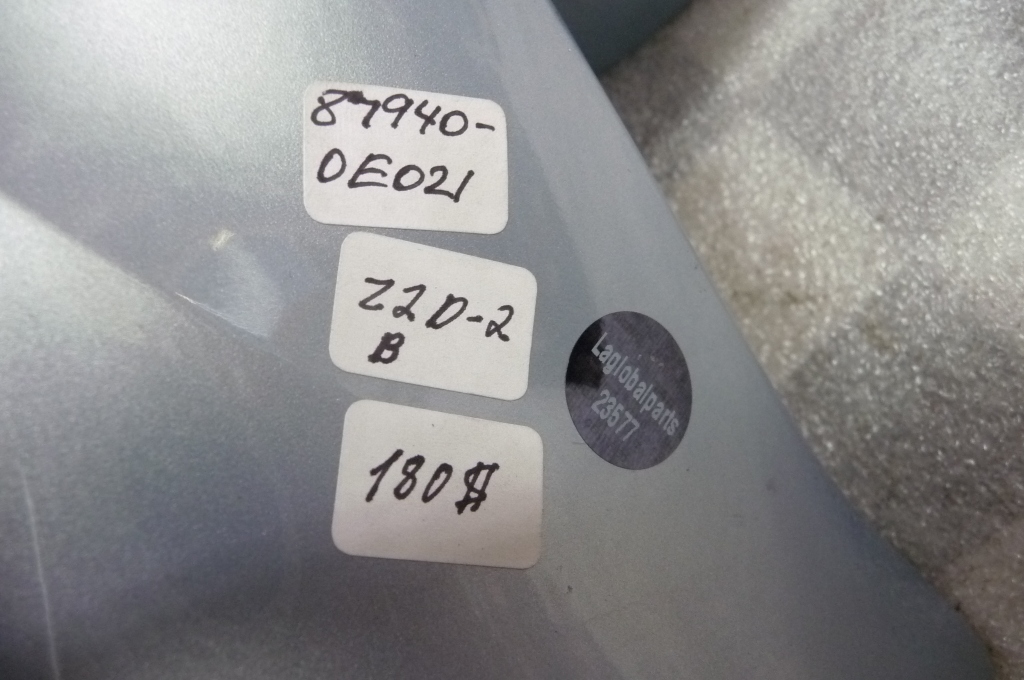 87940-
0E021
Z2D-2
B
180$
Laglobalparts
23577